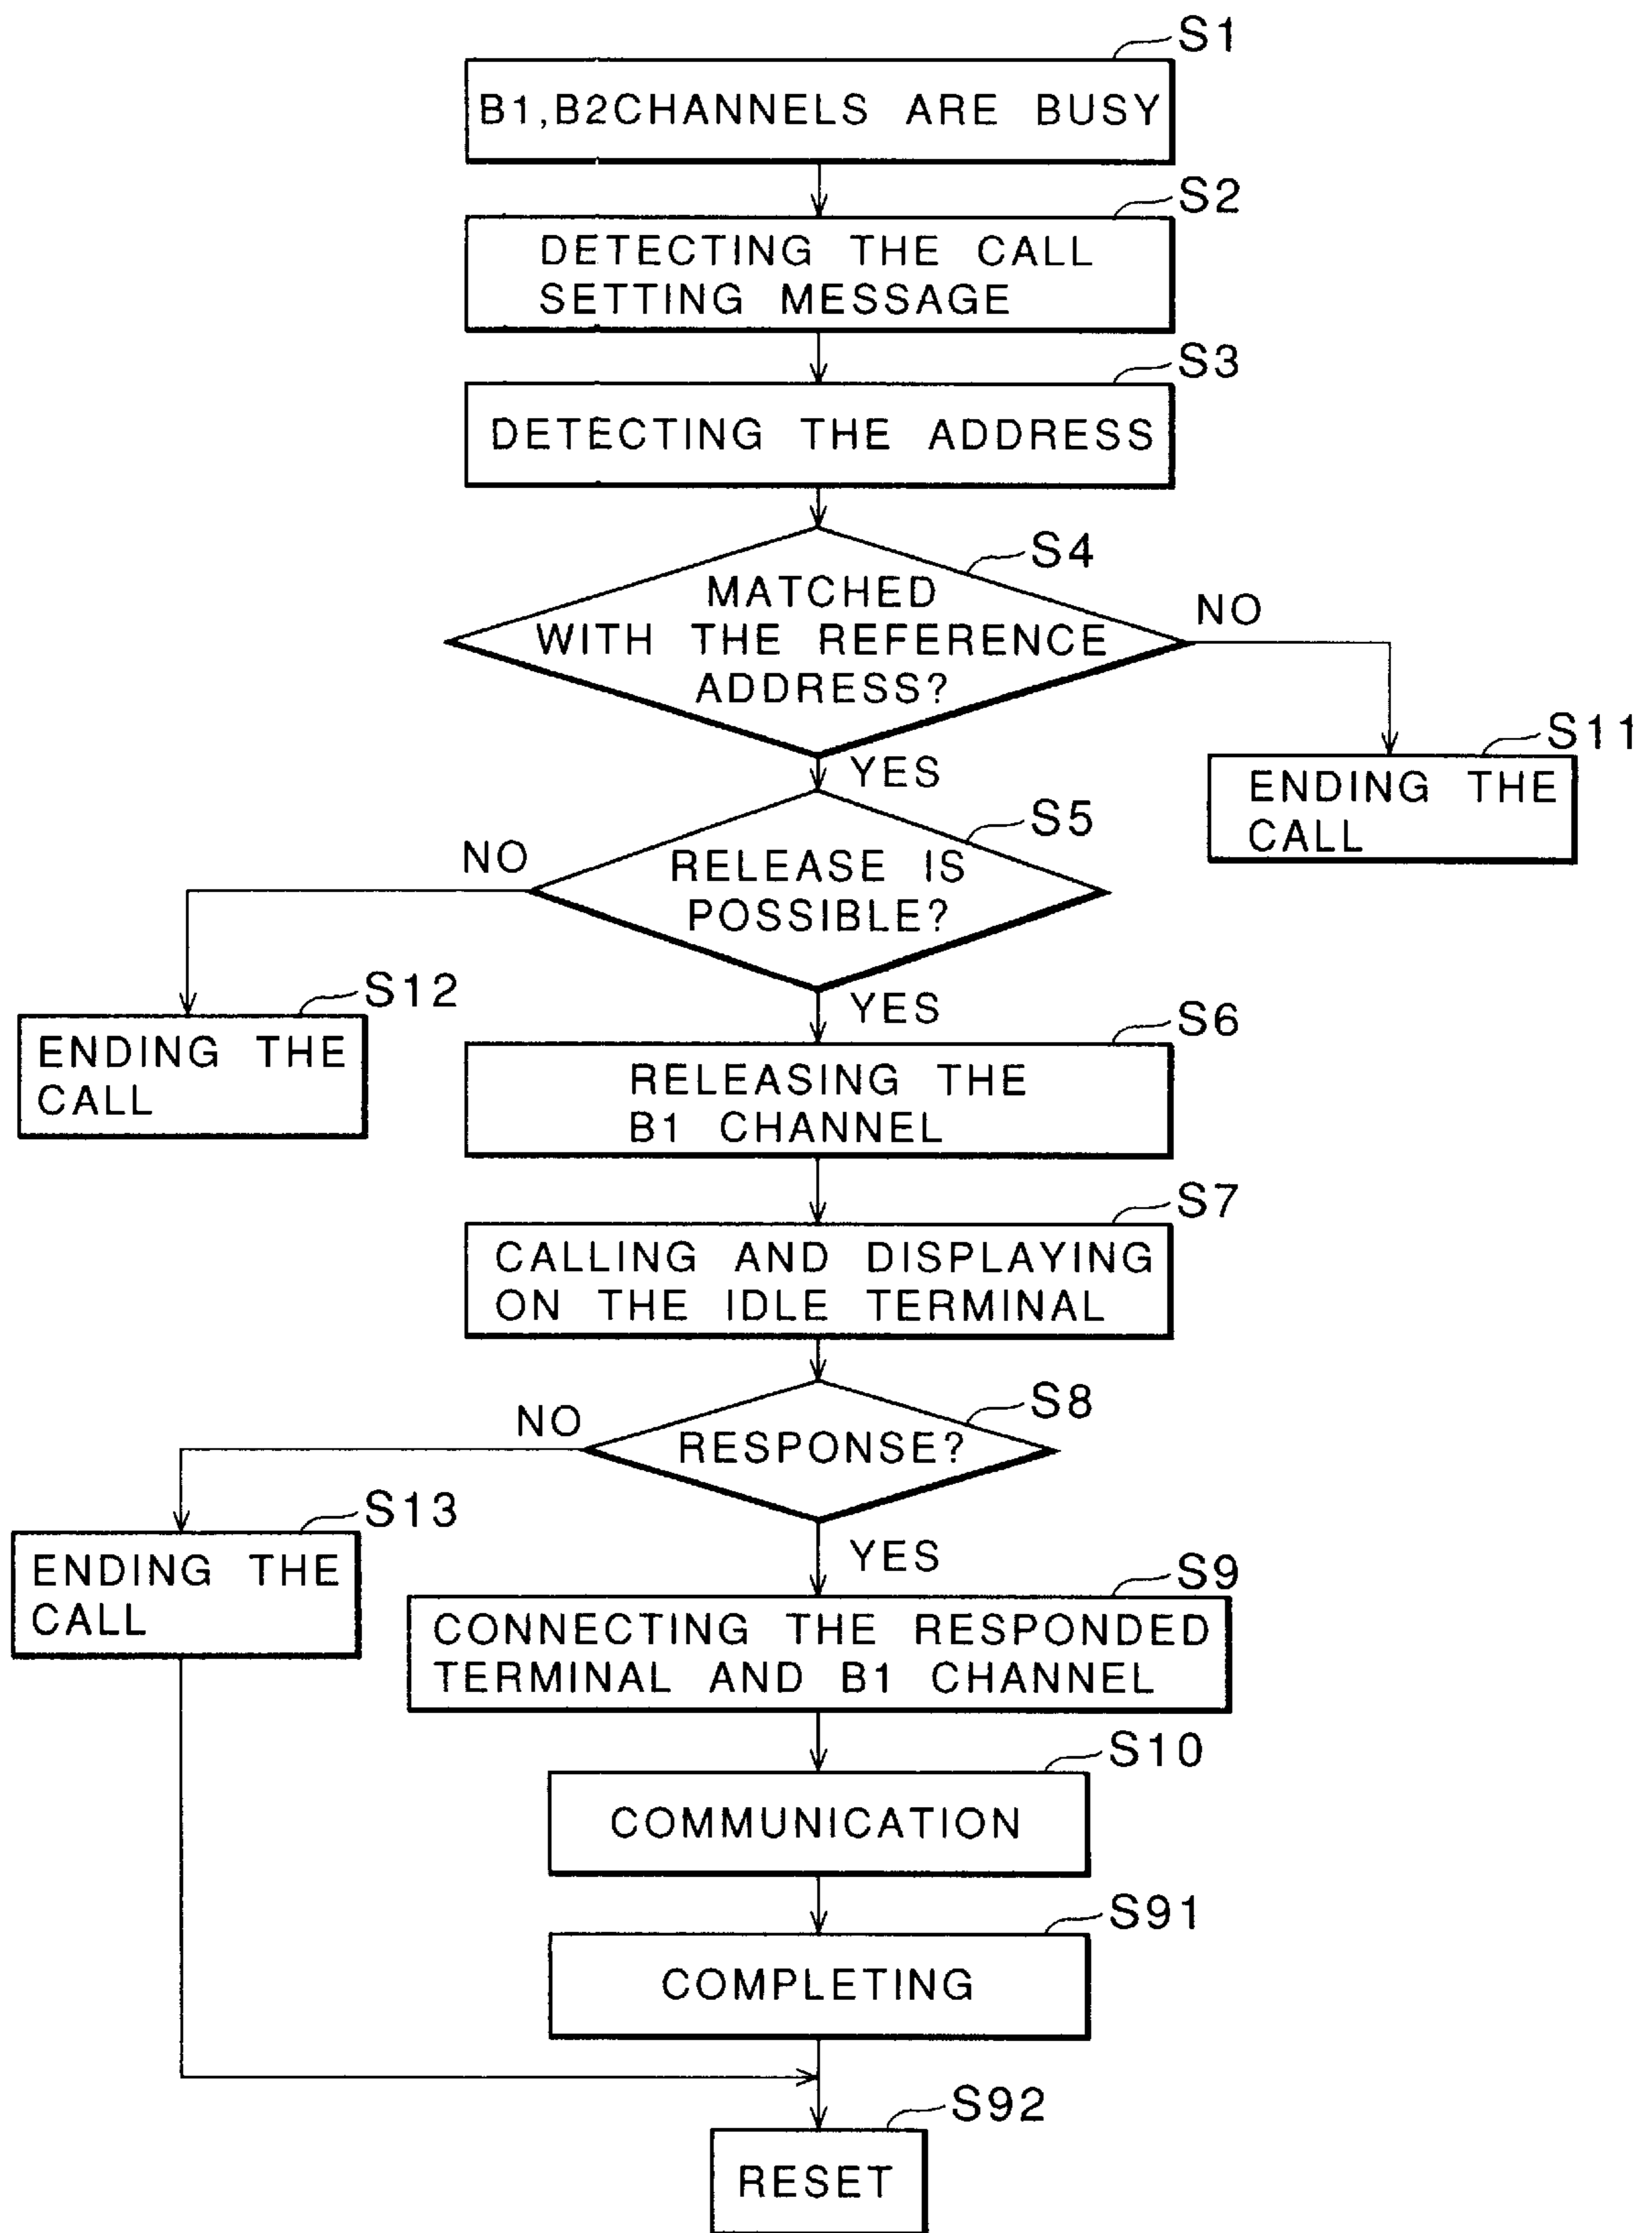 S1
B1,B2CHANNELS ARE BUSY
S2
DETECTING THE CALL
SETTING MESSAGE
S3
DETECTING THE ADDRESS
S4
MATCHED
WITH THE REFERENCE
ADDRESS?
NO
YES
S11
ENDING THE
CALL
S5
RELEASE IS
POSSIBLE?
NO
YES
S12
ENDING THE
CALL
S6
RELEASING THE
B1 CHANNEL
S7
CALLING AND DISPLAYING
ON THE IDLE TERMINAL
S8
RESPONSE?
NO
YES
S13
ENDING THE
CALL
S9
CONNECTING THE RESPONDED
TERMINAL AND B1 CHANNEL
S10
COMMUNICATION
S91
COMPLETING
S92
RESET